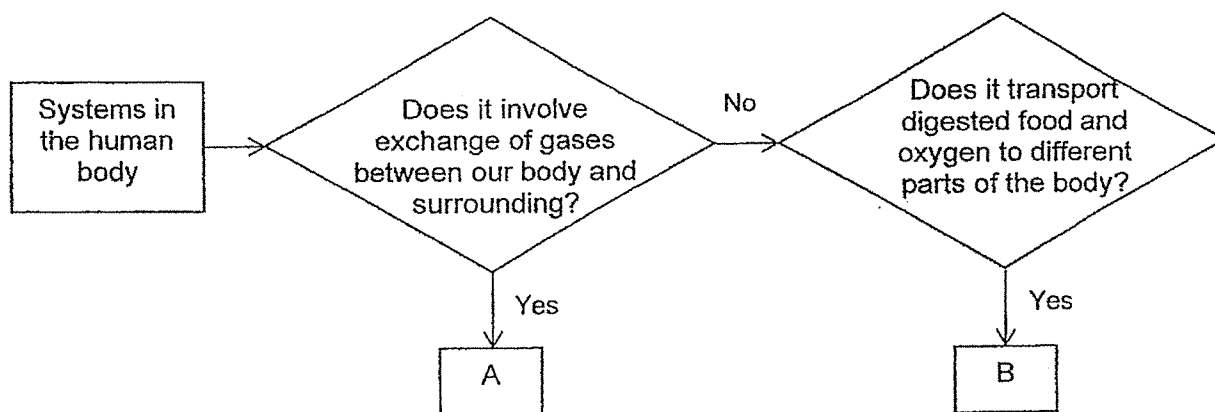 Systems in
the human
body
Does it involve
exchange of gases
between our body and
surrounding?
No
Does it transport
digested food and
oxygen to different
parts of the body?
Yes
A
Yes
B